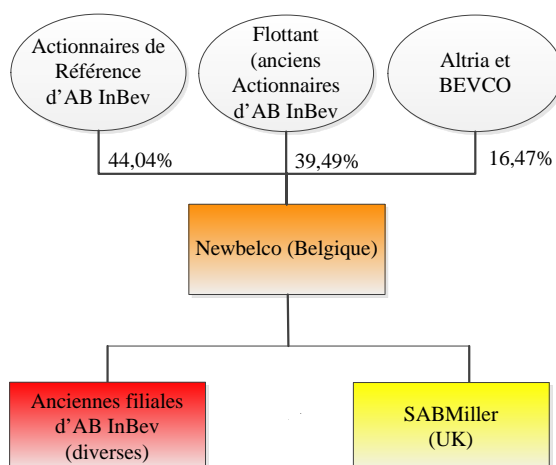 Actionnaires de
Référence
d'AB InBev
Flottant
(anciens
Actionnaires
d'AB InBev
Altria et
BEVCO
44,04%
39,49%
16,47%
Newbelco (Belgique)
Anciennes filiales
d'AB InBev
(diverses)
SABMiller
(UK)